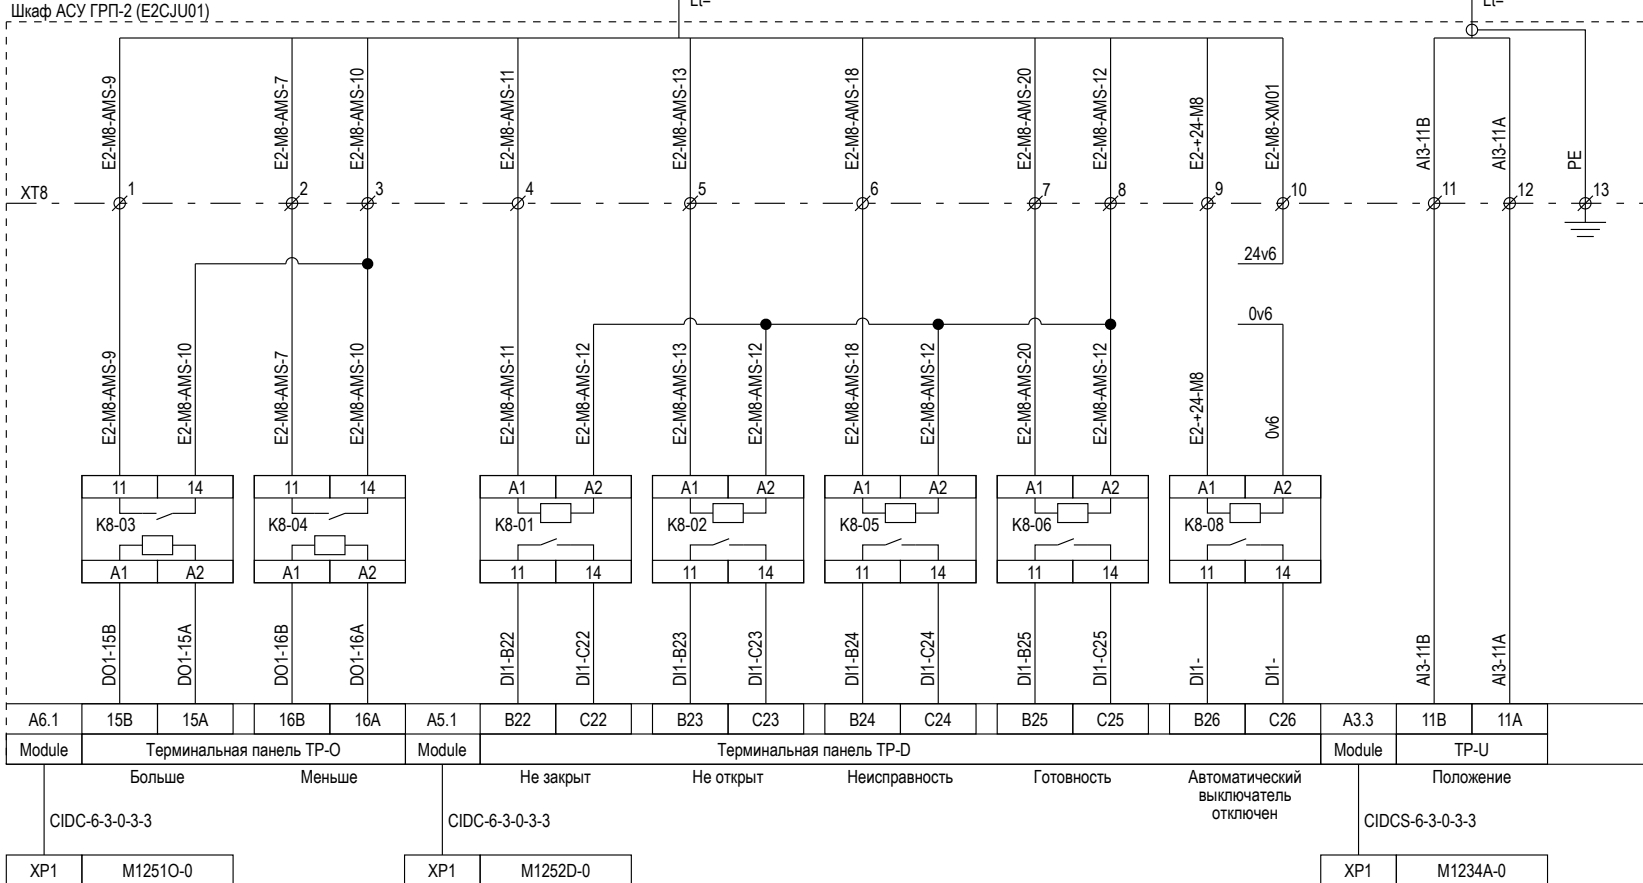 Шкаф АСУ ГРП-2 (E2CJU01)
E2-M8-AMS-9
E2-M8-AMS-7
E2-M8-AMS-10
E2-M8-AMS-11
E2-M8-AMS-13
E2-M8-AMS-18
E2-M8-AMS-20
E2-M8-AMS-12
E2-+24-M8
E2-M8-XM01
AI3-11B
AI3-11A
PE
XT8
1
2
3
4
5
6
7
8
9
10
11
12
13
24v6
0v6
E2-M8-AMS-9
E2-M8-AMS-10
E2-M8-AMS-7
E2-M8-AMS-10
E2-M8-AMS-11
E2-M8-AMS-12
E2-M8-AMS-13
E2-M8-AMS-12
E2-M8-AMS-18
E2-M8-AMS-12
E2-M8-AMS-20
E2-M8-AMS-12
E2-+24-M8
0v6
11 14
11 14
A1 A2
A1 A2
A1 A2
A1 A2
A1 A2
K8-03
K8-04
K8-01
K8-02
K8-05
K8-06
K8-08
A1 A2
A1 A2
11 14
11 14
11 14
11 14
11 14
DO1-15B
DO1-15A
DO1-16B
DO1-16A
DI1-B22
DI1-C22
DI1-B23
DI1-C23
DI1-B24
DI1-C24
DI1-B25
DI1-C25
DI1-
DI1-
AI3-11B
AI3-11A
A6.1 15B 15A 16B 16A A5.1 B22 C22 B23 C23 B24 C24 B25 C25 B26 C26 A3.3 11B 11A
Module Терминальная панель TP-O Module Терминальная панель TP-D Module TP-U
Больше
Меньше
Не закрыт
Не открыт
Неисправность
Готовность
Автоматический
выключатель
отключен
Положение
CIDC-6-3-0-3-3
CIDC-6-3-0-3-3
CIDCS-6-3-0-3-3
XP1 M1251O-0
XP1 M1252D-0
XP1 M1234A-0